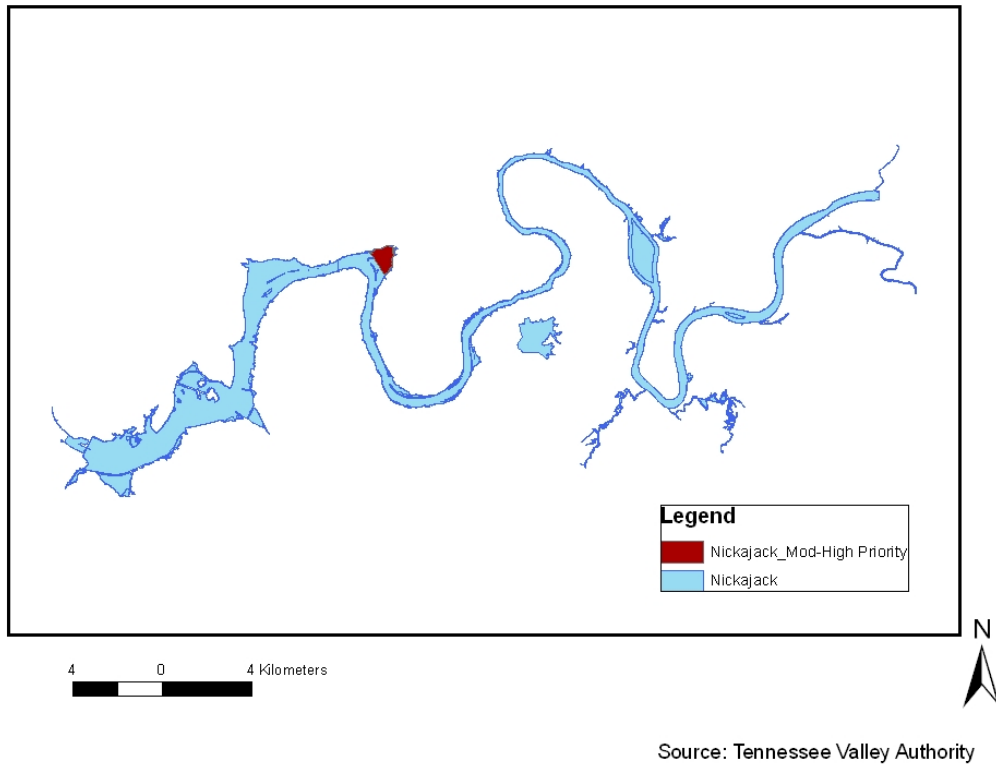 Legend
Nickajack_Mod-High Priority
Nickajack
4 0 4 Kilometers
N
Source: Tennessee Valley Authority